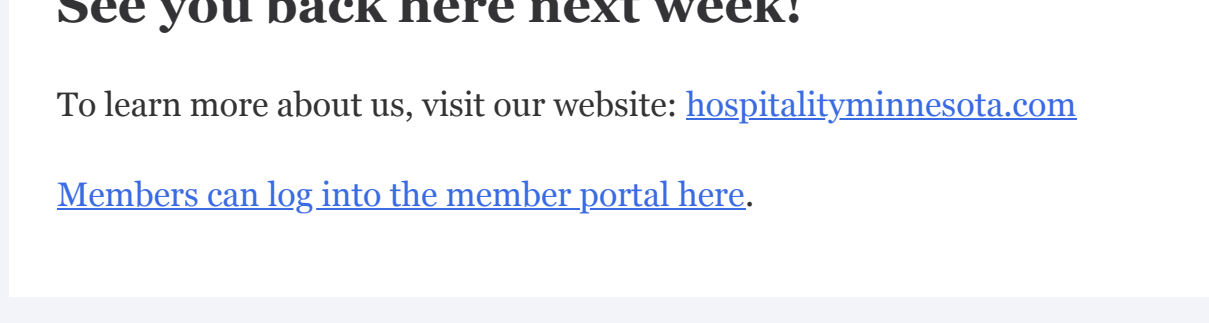 See you back here next week!
To learn more about us, visit our website: hospitalityminnesota.com
Members can log into the member portal here.